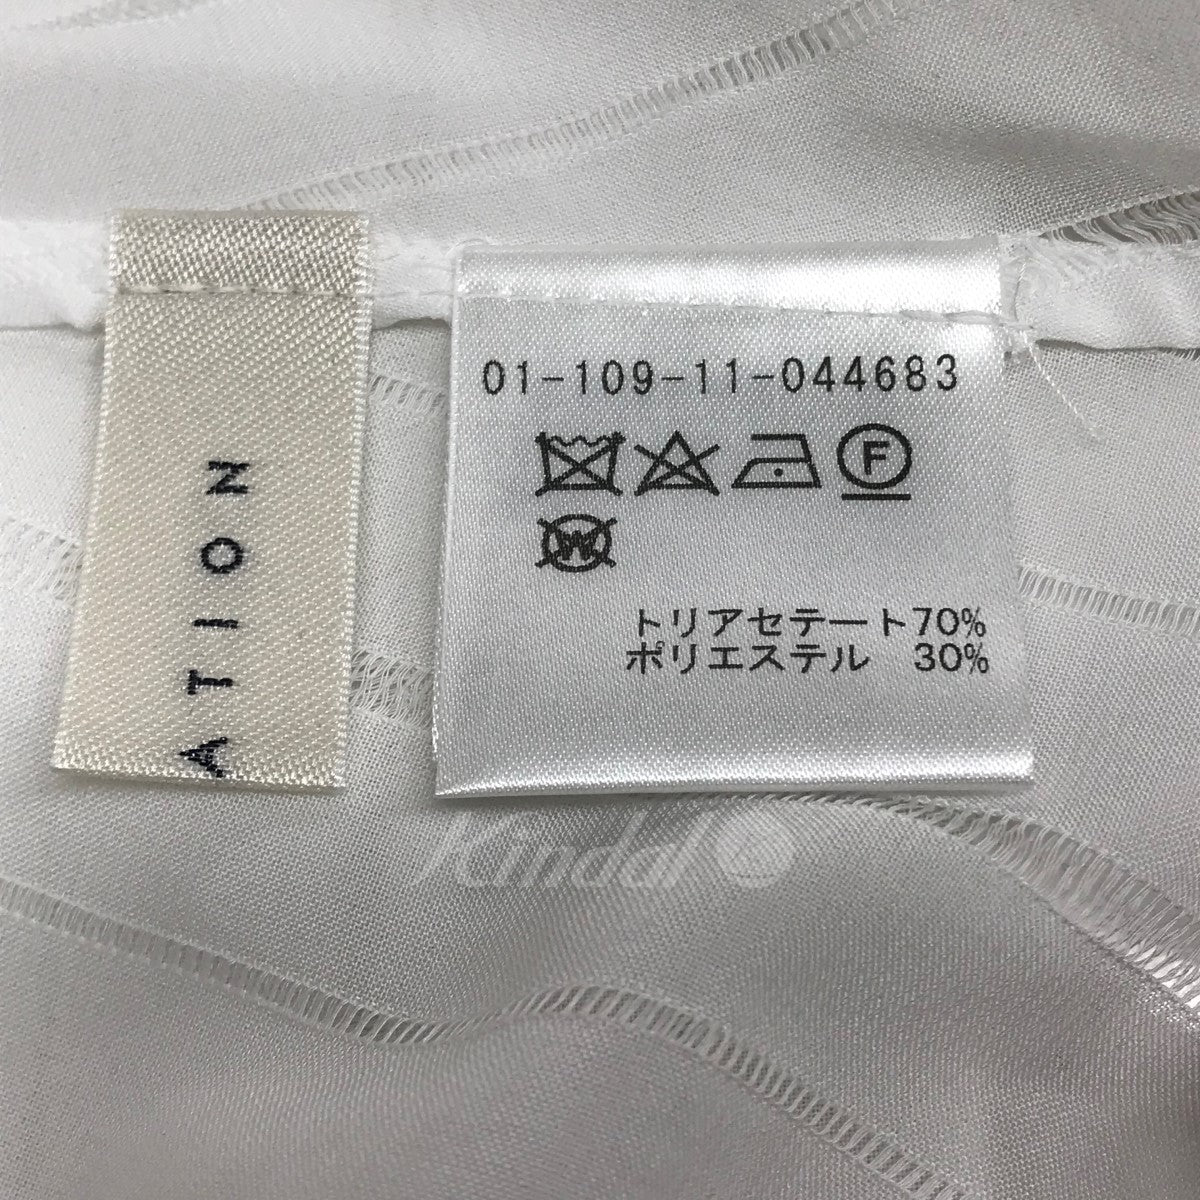 ATION
01-109-11-044683
F
W
トリアセテート70%
ポリエステル 30%
Kindal